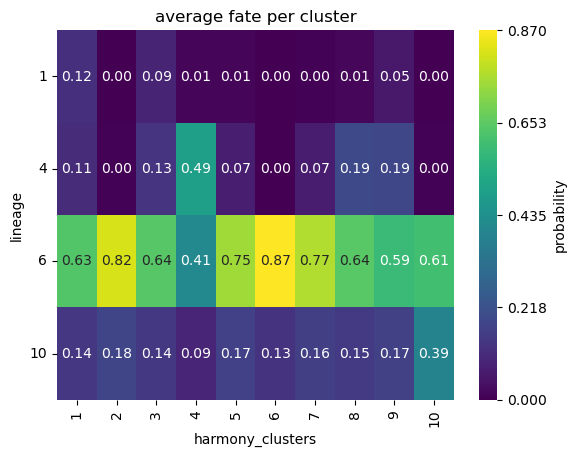 average fate per cluster
1 0.12 0.00 0.09 0.01 0.01 0.00 0.00 0.01 0.05 0.00
4 0.11 0.00 0.13 0.49 0.07 0.00 0.07 0.19 0.19 0.00
6 0.63 0.82 0.64 0.41 0.75 0.87 0.77 0.64 0.59 0.61
10 0.14 0.18 0.14 0.09 0.17 0.13 0.16 0.15 0.17 0.39
lineage
1 2 3 4 5 6 7 8 9 10
harmony_clusters
0.870
0.653
0.435
0.218
0.000
probability